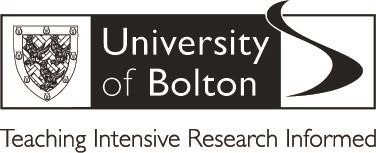 University
of Bolton
Teaching Intensive Research Informed